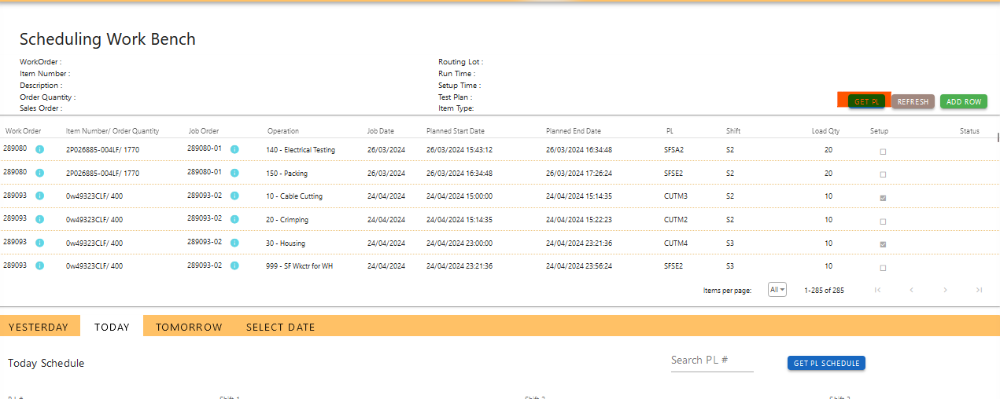 Scheduling Work Bench
WorkOrder :
Routing Lot :
Item Number :
Run Time :
Description :
Setup Time :
Order Quantity :
Test Plan :
Sales Order :
Item Type:
GET PL REFRESH ADD ROW
Work Order Item Number/ Order Quantity Job Order Operation Job Date Planned Start Date Planned End Date PL Shift Load Qty Setup Status
289080 2P026885-004LF/ 1770 289080-01 140 - Electrical Testing 26/03/2024 26/03/2024 15:43:12 26/03/2024 16:34:48 SFSA2 S2 20
289080 2P026885-004LF/ 1770 289080-01 150 - Packing 26/03/2024 26/03/2024 16:34:48 26/03/2024 17:26:24 SFSE2 S2 20
289093 0w49323CLF/ 400 289093-02 10 - Cable Cutting 24/04/2024 24/04/2024 15:00:00 24/04/2024 15:14:35 CUTM3 S2 10
289093 0w49323CLF/ 400 289093-02 20 - Crimping 24/04/2024 24/04/2024 15:14:35 24/04/2024 15:22:23 CUTM2 S2 10
289093 0w49323CLF/ 400 289093-02 30 - Housing 24/04/2024 24/04/2024 23:00:00 24/04/2024 23:21:36 CUTM4 S3 10
289093 0w49323CLF/ 400 289093-02 999 - SF Wkctr for WH 24/04/2024 24/04/2024 23:21:36 24/04/2024 23:56:24 SFSE2 S3 10
Items per page: All 1-285 of 285
YESTERDAY TODAY TOMORROW SELECT DATE
Today Schedule Search PL # GET PL SCHEDULE